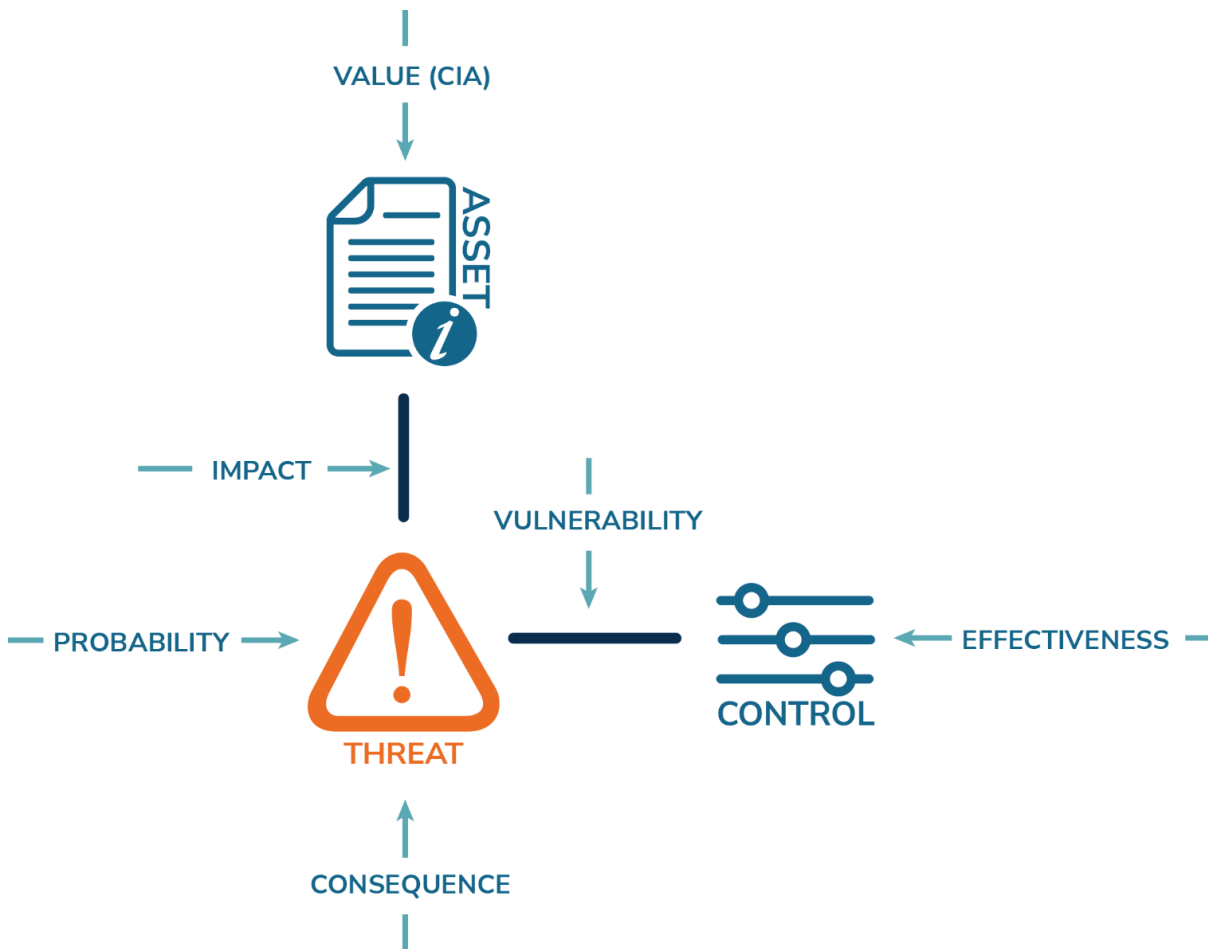 VALUE (CIA)
ASSET
i
IMPACT
VULNERABILITY
PROBABILITY
EFFECTIVENESS
CONTROL
THREAT
CONSEQUENCE